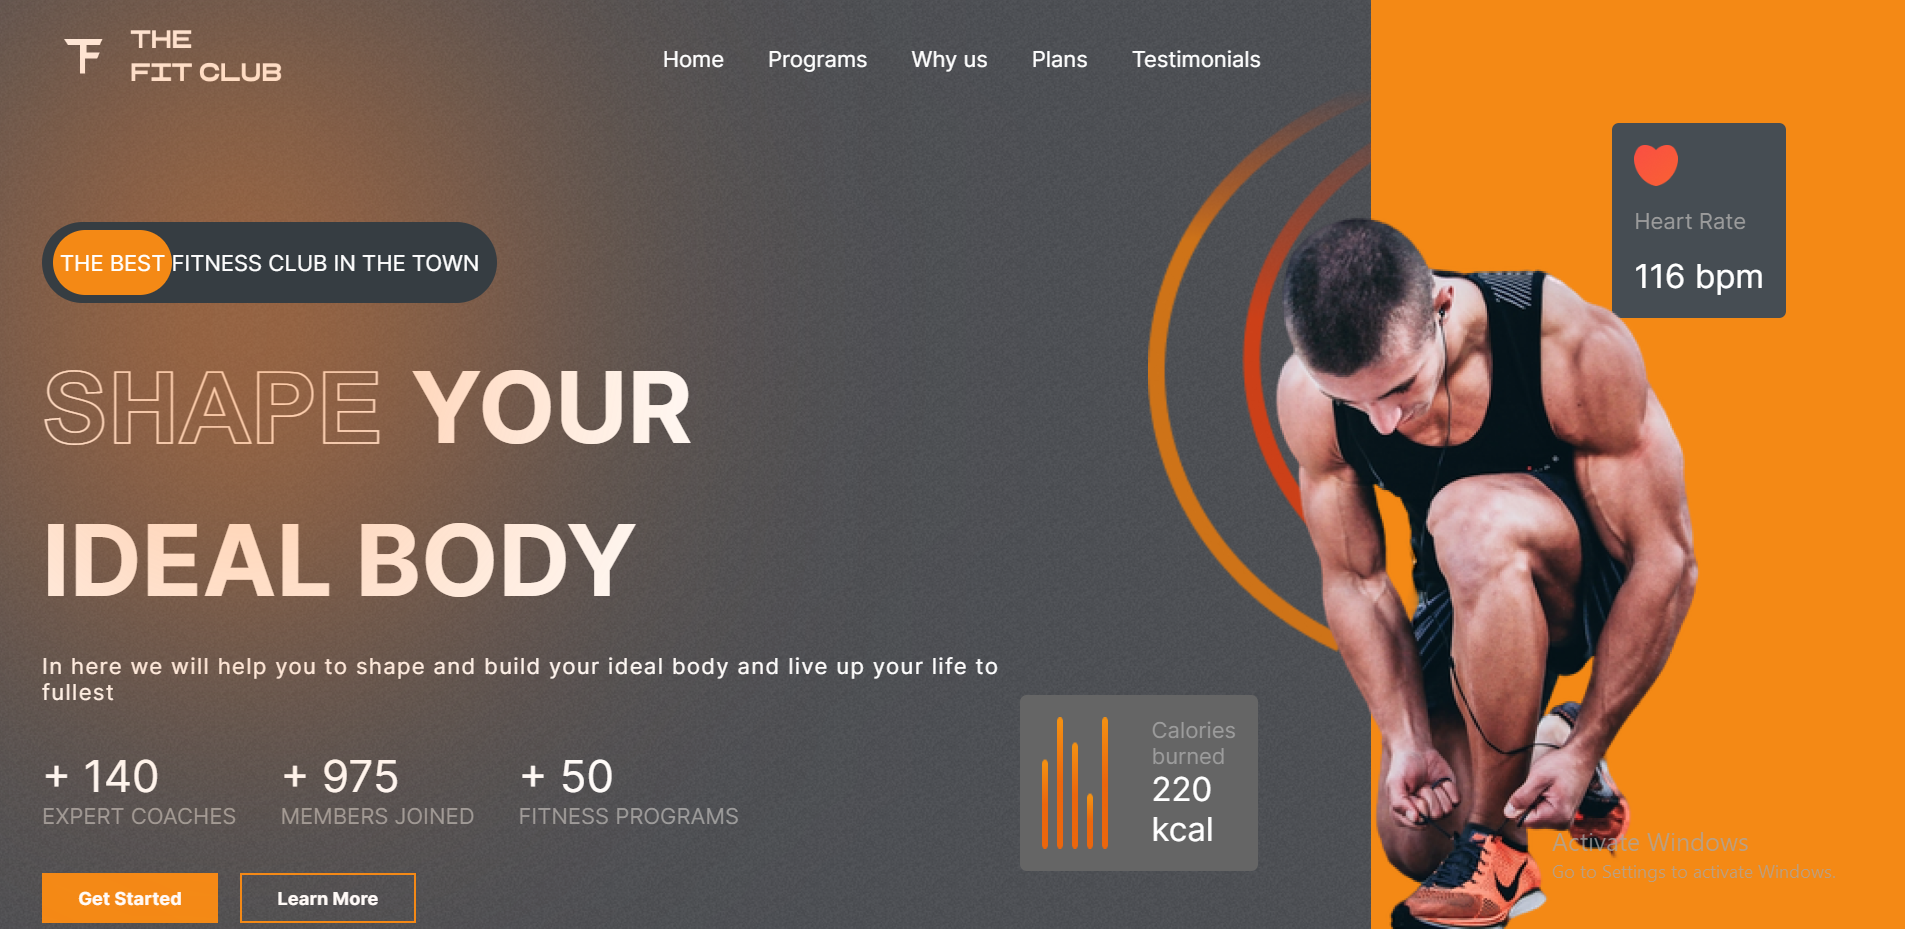 THE
FIT CLUB
Home Programs Why us Plans Testimonials
THE BEST FITNESS CLUB IN THE TOWN
SHAPE YOUR
IDEAL BODY
In here we will help you to shape and build your ideal body and live up your life to
fullest
+ 140
EXPERT COACHES
+ 975
MEMBERS JOINED
+ 50
FITNESS PROGRAMS
Get Started
Learn More
Heart Rate
116 bpm
Calories
burned
220
kcal
Activate Windows
Go to Settings to activate Windows.